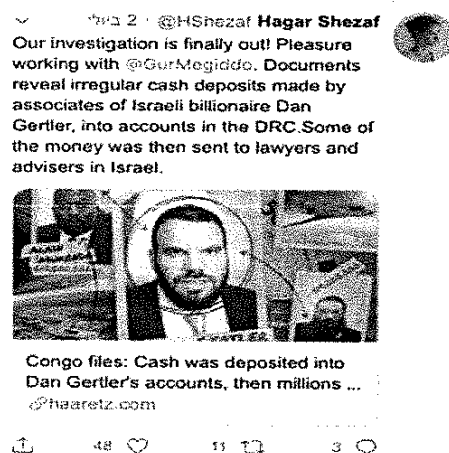 Hagar Shezaf @HShezaf · 2 ביולי
Our investigation is finally out! Pleasure
working with @GurMegiddo. Documents
reveal irregular cash deposits made by
associates of Israeli billionaire Dan
Gertler, into accounts in the DRC.Some of
the money was then sent to lawyers and
advisers in Israel.
Congo files: Cash was deposited into
Dan Gertler's accounts, then millions ...
haaretz.com
48 11 3